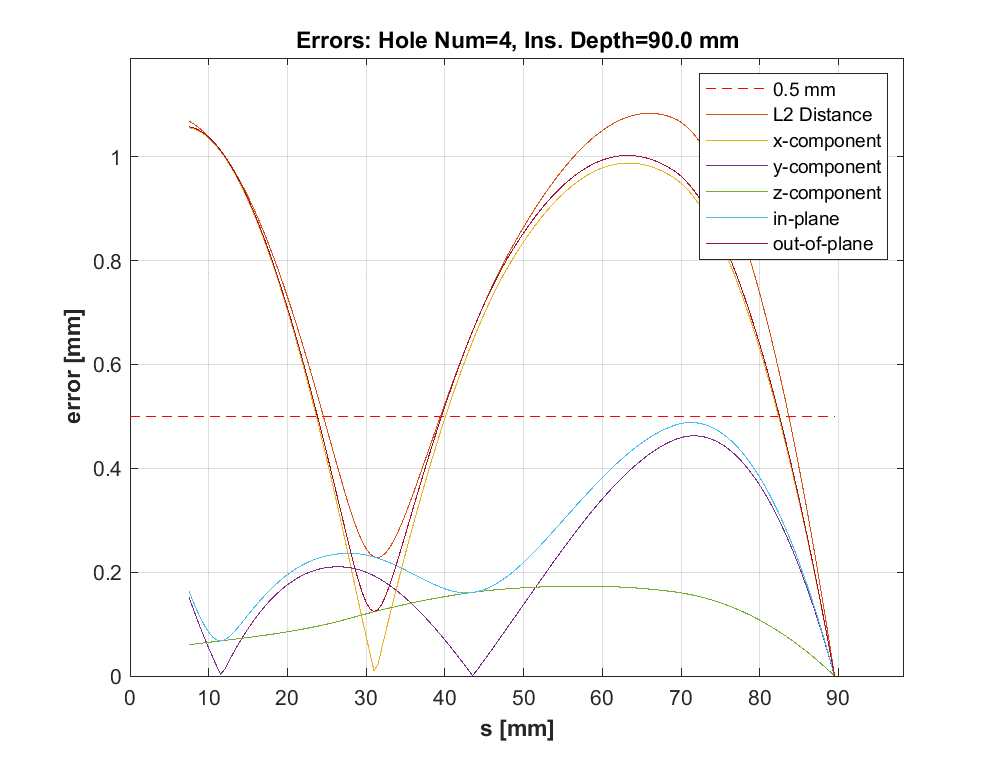 Errors: Hole Num=4, Ins. Depth=90.0 mm
0.5 mm
L2 Distance
x-component
y-component
z-component
in-plane
out-of-plane
1
0.8
0.6
0.4
0.2
0
error [mm]
0 10 20 30 40 50 60 70 80 90
s [mm]